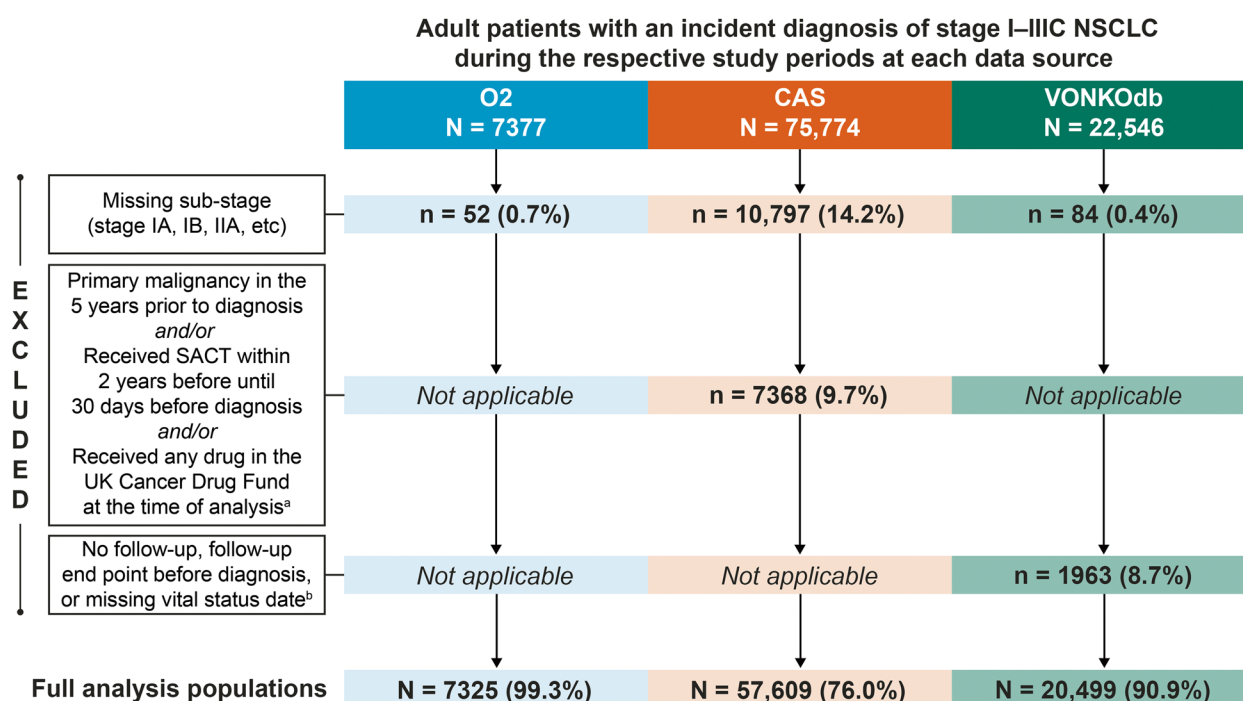 Adult patients with an incident diagnosis of stage I–IIIC NSCLC
during the respective study periods at each data source
O2
N = 7377
CAS
N = 75,774
VONKOdb
N = 22,546
EXCLUDED
Missing sub-stage
(stage IA, IB, IIA, etc)
n = 52 (0.7%)
n = 10,797 (14.2%)
n = 84 (0.4%)
Primary malignancy in the
5 years prior to diagnosis
and/or
Received SACT within
2 years before until
30 days before diagnosis
and/or
Received any drug in the
UK Cancer Drug Fund
at the time of analysisᵃ
Not applicable
n = 7368 (9.7%)
Not applicable
No follow-up, follow-up
end point before diagnosis,
or missing vital status dateᵇ
Not applicable
Not applicable
n = 1963 (8.7%)
Full analysis populations
N = 7325 (99.3%)
N = 57,609 (76.0%)
N = 20,499 (90.9%)